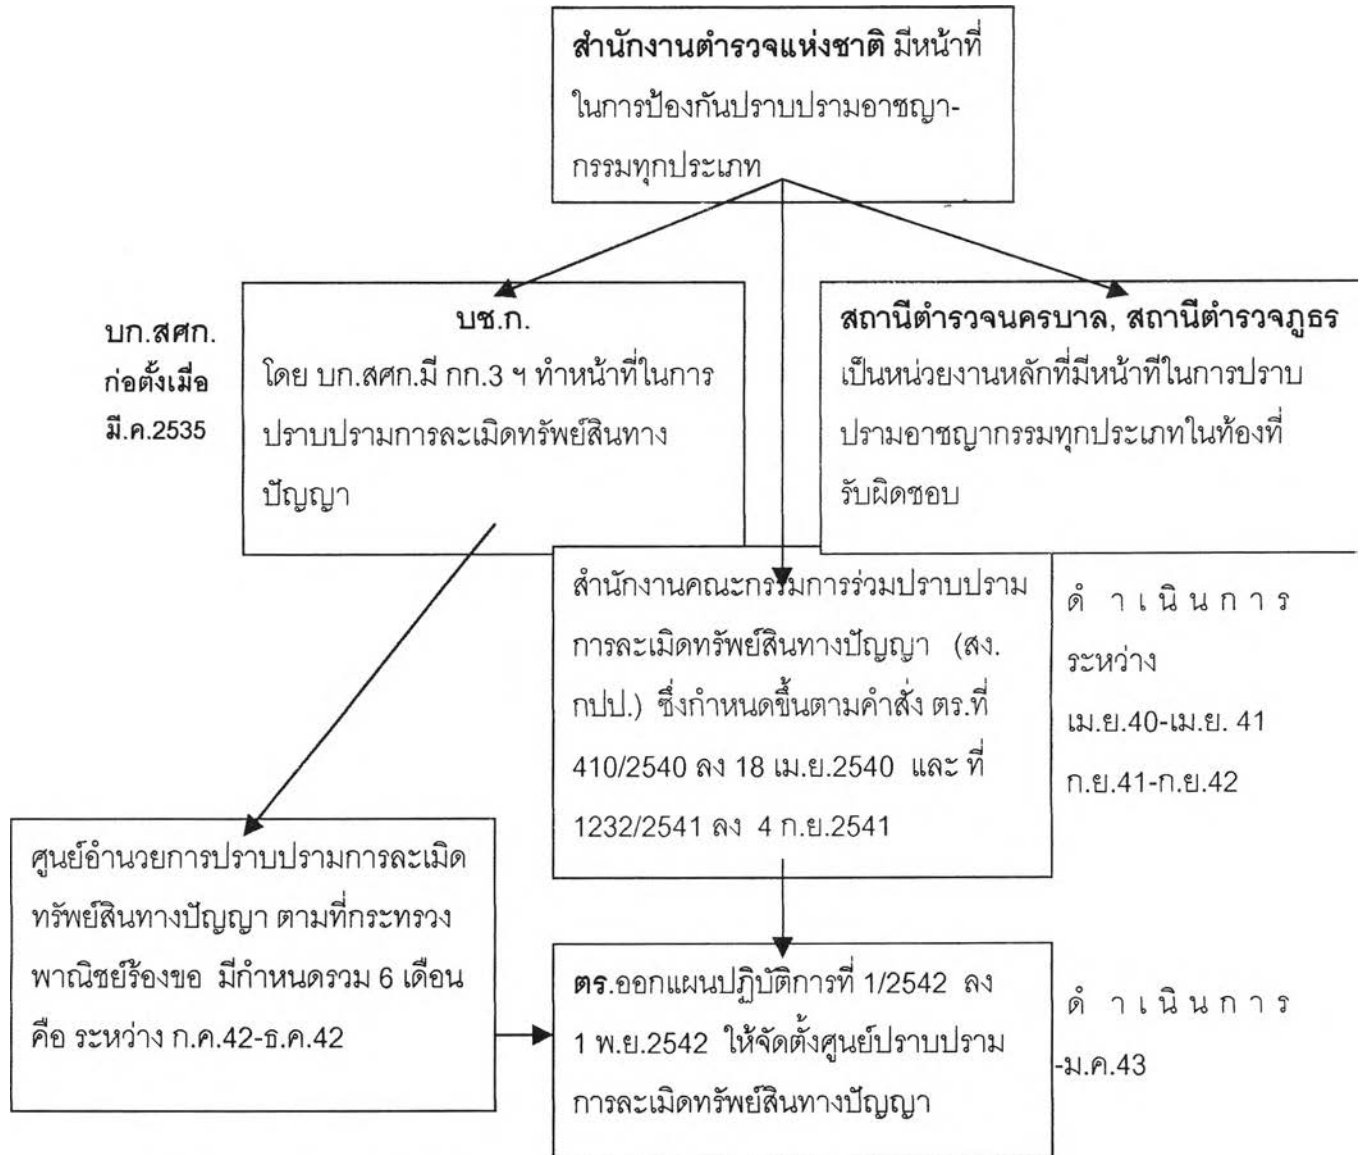 สำนักงานตำรวจแห่งชาติ มีหน้าที่
ในการป้องกันปราบปรามอาชญา-
กรรมทุกประเภท
บก.สศก.
ก่อตั้งเมื่อ
มี.ค.2535
บช.ก.
โดย บก.สศก.มี กก.3 ฯ ทำหน้าที่ในการ
ปราบปรามการละเมิดทรัพย์สินทาง
ปัญญา
สถานีตำรวจนครบาล, สถานีตำรวจภูธร
เป็นหน่วยงานหลักที่มีหน้าที่ในการปราบ
ปรามอาชญากรรมทุกประเภทในท้องที่
รับผิดชอบ
สำนักงานคณะกรรมการร่วมปราบปราม
การละเมิดทรัพย์สินทางปัญญา (สง.
กปป.) ซึ่งกำหนดขึ้นตามคำสั่ง ตร.ที่
410/2540 ลง 18 เม.ย.2540 และ ที่
1232/2541 ลง 4 ก.ย.2541
ดำเนินการ
ระหว่าง
เม.ย.40-เม.ย. 41
ก.ย.41-ก.ย.42
ศูนย์อำนวยการปราบปรามการละเมิด
ทรัพย์สินทางปัญญา ตามที่กระทรวง
พาณิชย์ร้องขอ มีกำหนดรวม 6 เดือน
คือ ระหว่าง ก.ค.42-ธ.ค.42
ตร.ออกแผนปฏิบัติการที่ 1/2542 ลง
1 พ.ย.2542 ให้จัดตั้งศูนย์ปราบปราม
การละเมิดทรัพย์สินทางปัญญา
ดำเนินการ
-ม.ค.43